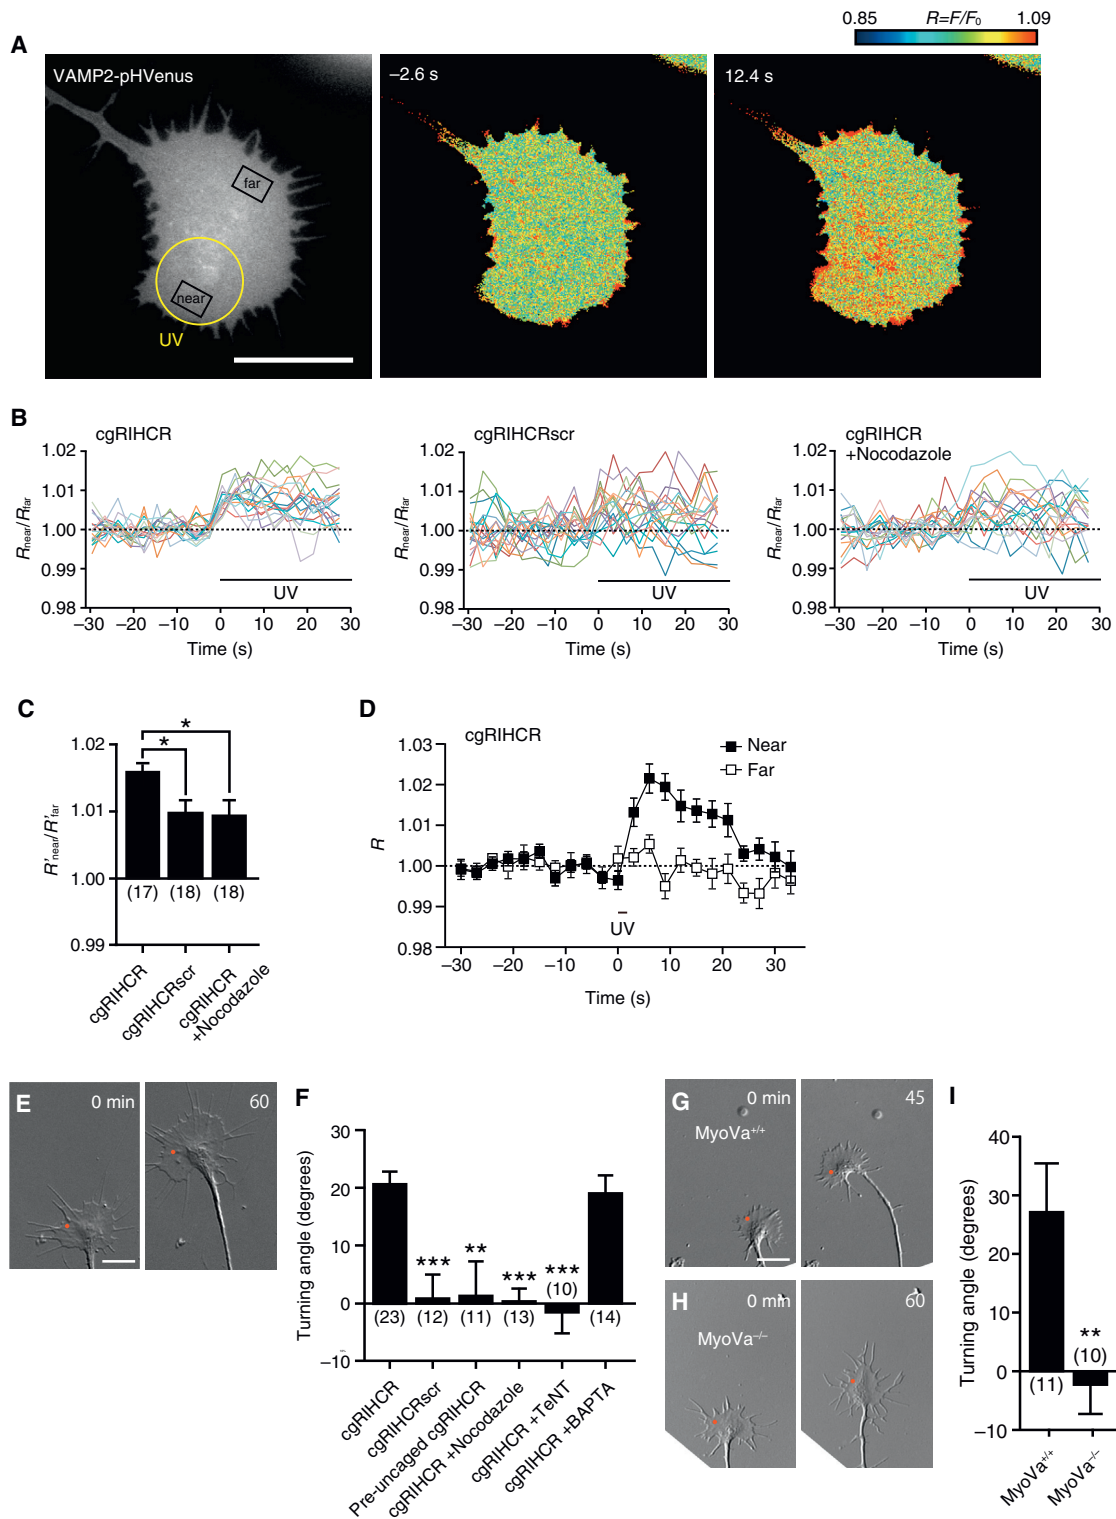 0.85 R=F/F0 1.09
A
VAMP2-pHVenus
far
near
UV
–2.6 s
12.4 s
B
cgRIHCR
1.02
1.01
1.00
0.99
0.98
Rnear/Rfar
UV
–30 –20 –10 0 10 20 30
Time (s)
cgRIHCRscr
1.02
1.01
1.00
0.99
0.98
Rnear/Rfar
UV
–30 –20 –10 0 10 20 30
Time (s)
cgRIHCR
+Nocodazole
1.02
1.01
1.00
0.99
0.98
Rnear/Rfar
UV
–30 –20 –10 0 10 20 30
Time (s)
C
1.02
1.01
1.00
0.99
R'near/R'far
*
*
(17) (18) (18)
cgRIHCR
cgRIHCRscr
cgRIHCR
+Nocodazole
D
cgRIHCR
Near
Far
1.03
1.02
1.01
1.00
0.99
0.98
R
UV
–30 –20 –10 0 10 20 30
Time (s)
E
0 min
60
F
30
20
10
0
–10
Turning angle (degrees)
*** ** *** ***
(23) (12) (11) (13) (10) (14)
cgRIHCR
cgRIHCRscr
Pre-uncaged cgRIHCR
cgRIHCR +Nocodazole
cgRIHCR +TeNT
cgRIHCR +BAPTA
G
0 min
MyoVa+/+
45
H
0 min
MyoVa–/–
60
I
40
30
20
10
0
–10
Turning angle (degrees)
**
(11) (10)
MyoVa+/+
MyoVa–/–